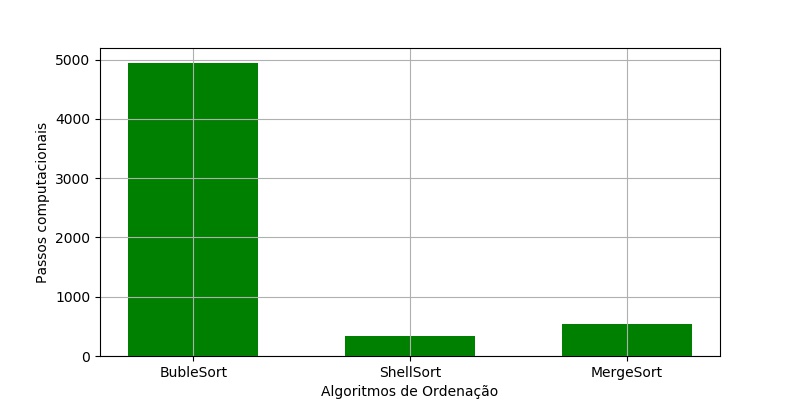 Passos computacionais
5000
4000
3000
2000
1000
0
BubleSort ShellSort MergeSort
Algoritmos de Ordenação